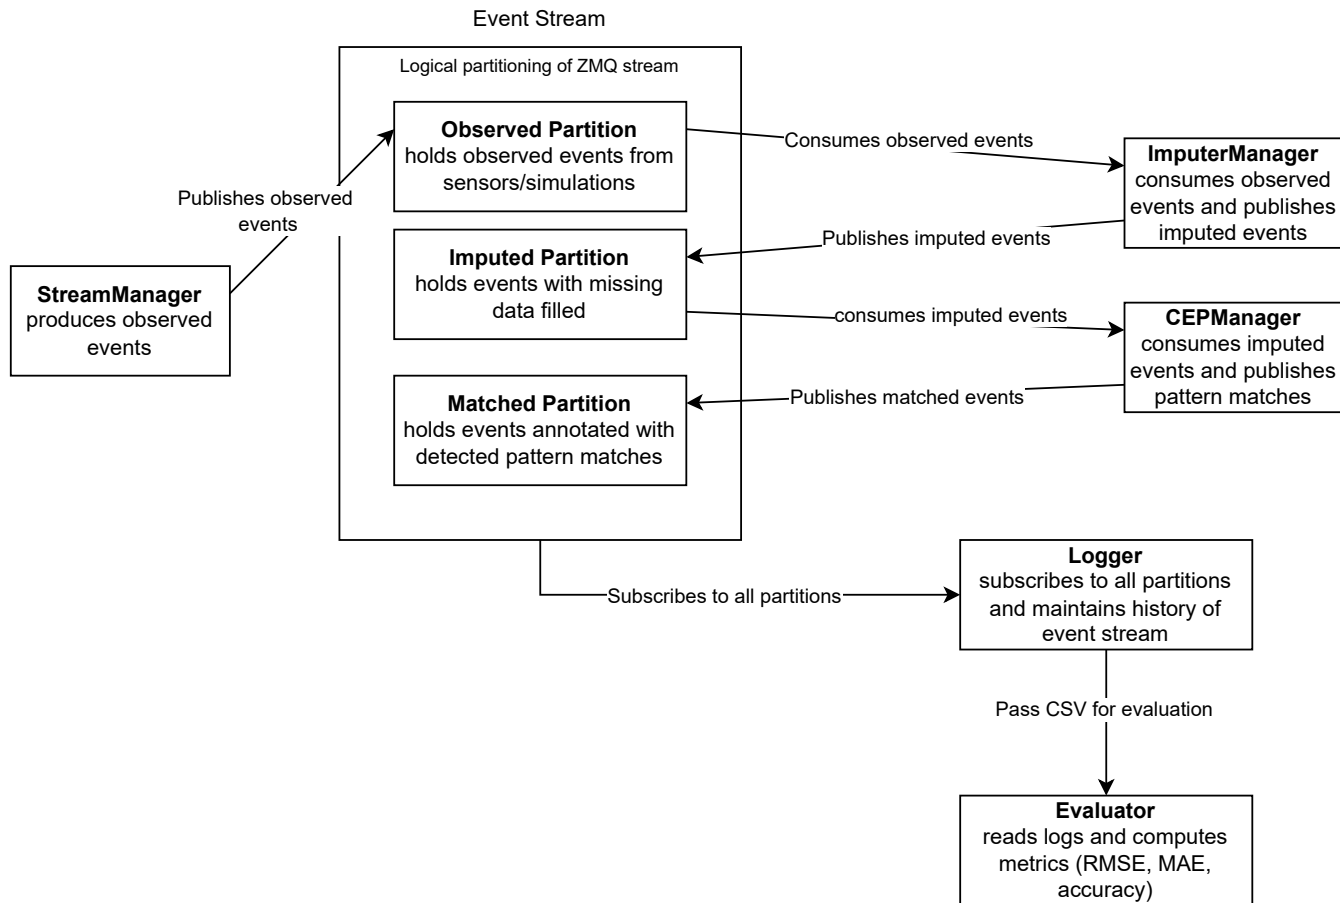 Event Stream
Logical partitioning of ZMQ stream
Observed Partition
holds observed events from
sensors/simulations
Consumes observed events
ImputerManager
consumes observed
events and publishes
imputed events
Publishes observed
events
Imputed Partition
holds events with missing
data filled
Publishes imputed events
StreamManager
produces observed
events
consumes imputed events
CEPManager
consumes imputed
events and publishes
pattern matches
Matched Partition
holds events annotated with
detected pattern matches
Publishes matched events
Subscribes to all partitions
Logger
subscribes to all partitions
and maintains history of
event stream
Pass CSV for evaluation
Evaluator
reads logs and computes
metrics (RMSE, MAE,
accuracy)